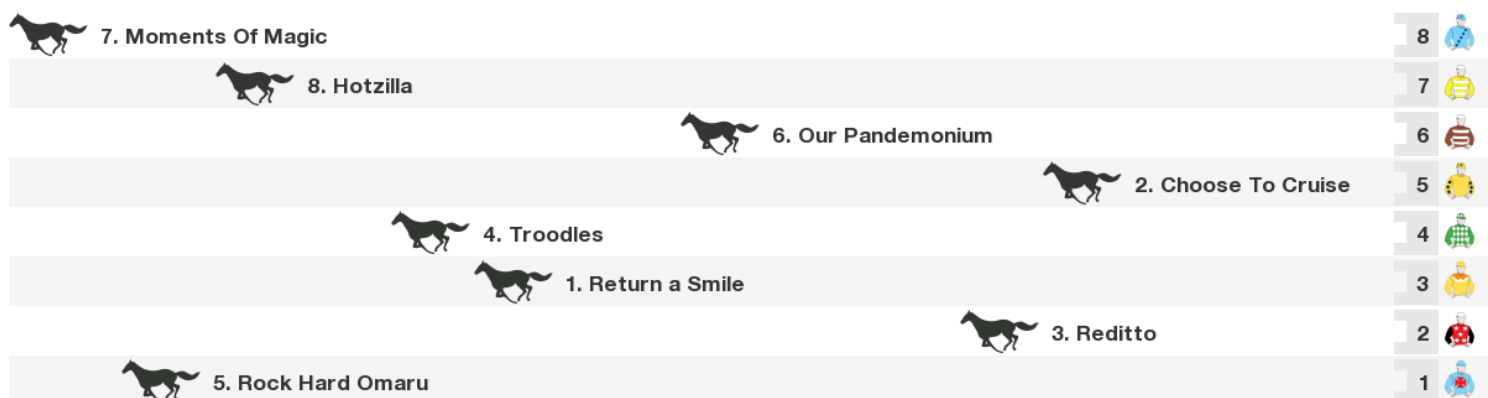 7. Moments Of Magic 8
8. Hotzilla 7
6. Our Pandemonium 6
2. Choose To Cruise 5
4. Troodles 4
1. Return a Smile 3
3. Reditto 2
5. Rock Hard Omaru 1